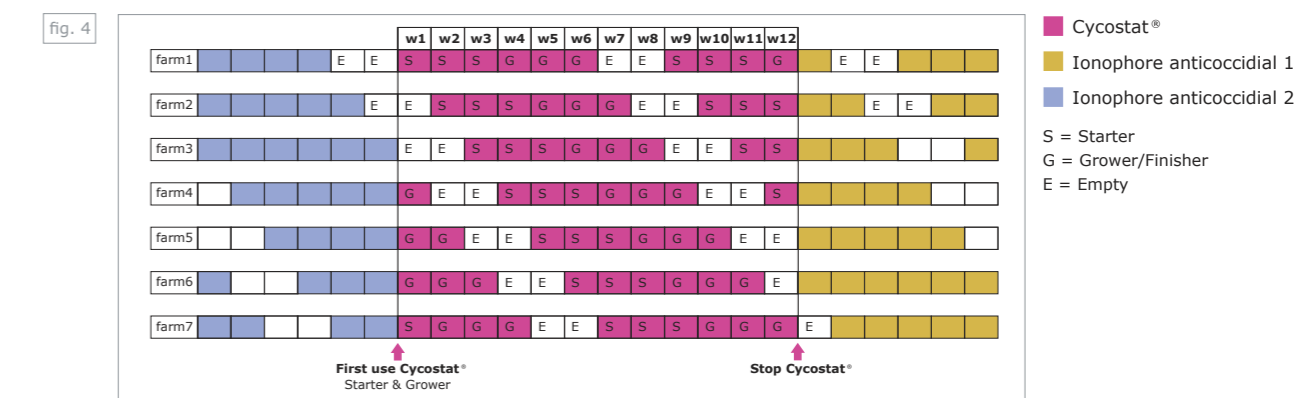 fig. 4
w1 w2 w3 w4 w5 w6 w7 w8 w9 w10 w11 w12
farm1 E E S S S G G G E E S S S G E E
farm2 E E S S S G G G E E S S S E E
farm3 E E S S S G G G E E S S
farm4 G E E S S S G G G E E S
farm5 G G E E S S S G G G E E
farm6 G G G E E S S S G G G E
farm7 S G G G E E S S S G G G E
First use Cycostat®
Starter & Grower
Stop Cycostat®
Cycostat®
Ionophore anticoccidial 1
Ionophore anticoccidial 2
S = Starter
G = Grower/Finisher
E = Empty